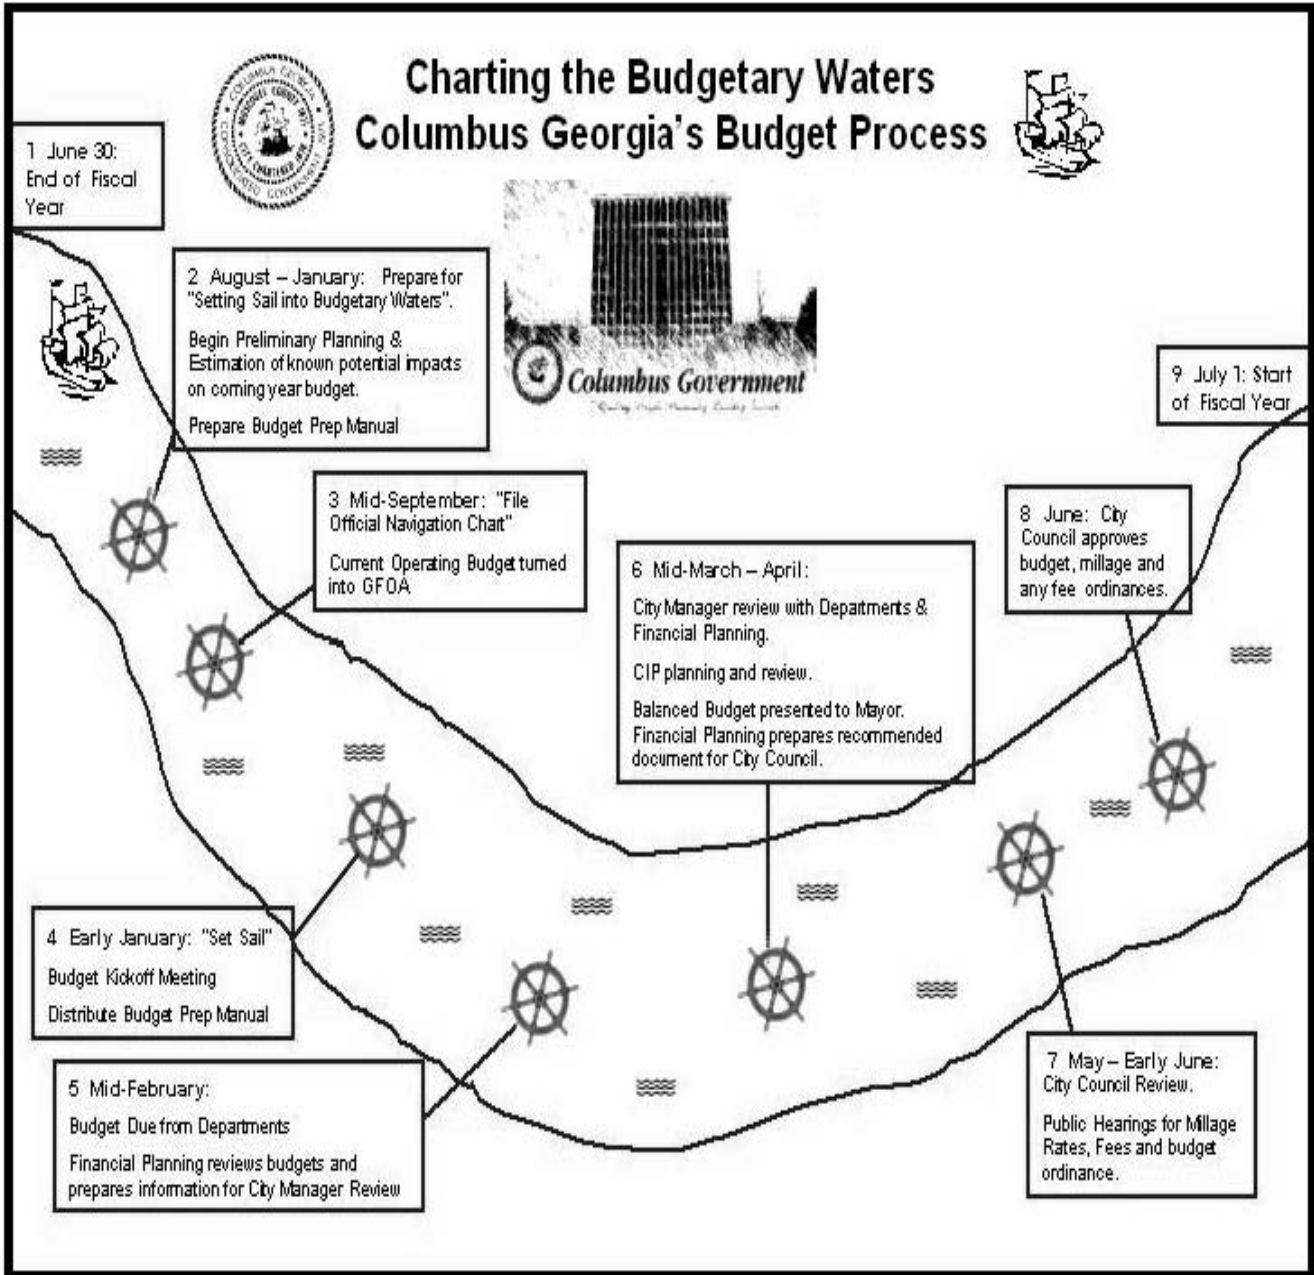 Charting the Budgetary Waters
Columbus Georgia's Budget Process
1 June 30:
End of Fiscal
Year
2 August – January: Prepare for
"Setting Sail into Budgetary Waters".
Begin Preliminary Planning &
Estimation of known potential impacts
on coming year budget.
Prepare Budget Prep Manual
Columbus Government
3 Mid-September: "File
Official Navigation Chart"
Current Operating Budget turned
into GFOA
4 Early January: "Set Sail"
Budget Kickoff Meeting
Distribute Budget Prep Manual
5 Mid-February:
Budget Due from Departments
Financial Planning reviews budgets and
prepares information for City Manager Review
6 Mid-March – April:
City Manager review with Departments &
Financial Planning.
CIP planning and review.
Balanced Budget presented to Mayor.
Financial Planning prepares recommended
document for City Council.
7 May – Early June:
City Council Review.
Public Hearings for Millage
Rates, Fees and budget
ordinance.
8 June: City
Council approves
budget, millage and
any fee ordinances.
9 July 1: Start
of Fiscal Year